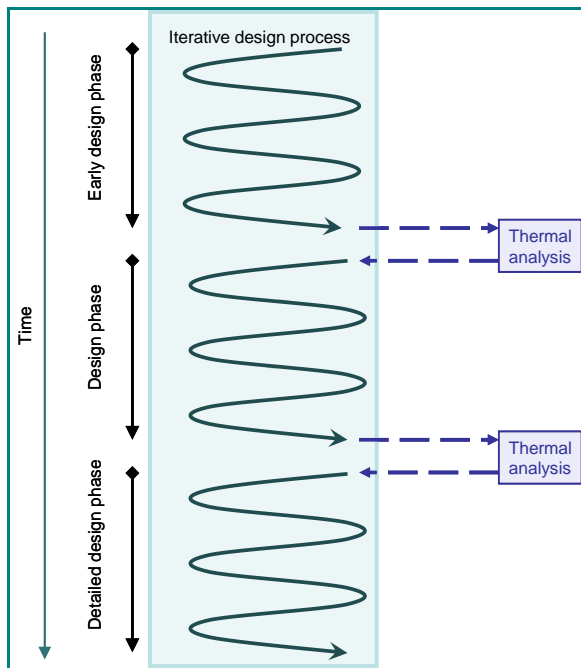 Iterative design process
Time
Early design phase
Thermal
analysis
Design phase
Thermal
analysis
Detailed design phase